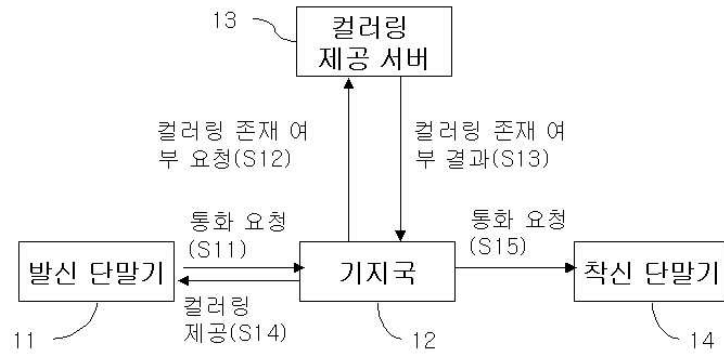 13
컬러링
제공 서버
컬러링 존재 여
부 요청(S12)
컬러링 존재 여
부 결과(S13)
통화 요청
(S11)
통화 요청
(S15)
발신 단말기
기지국
착신 단말기
컬러링
제공(S14)
11
12
14